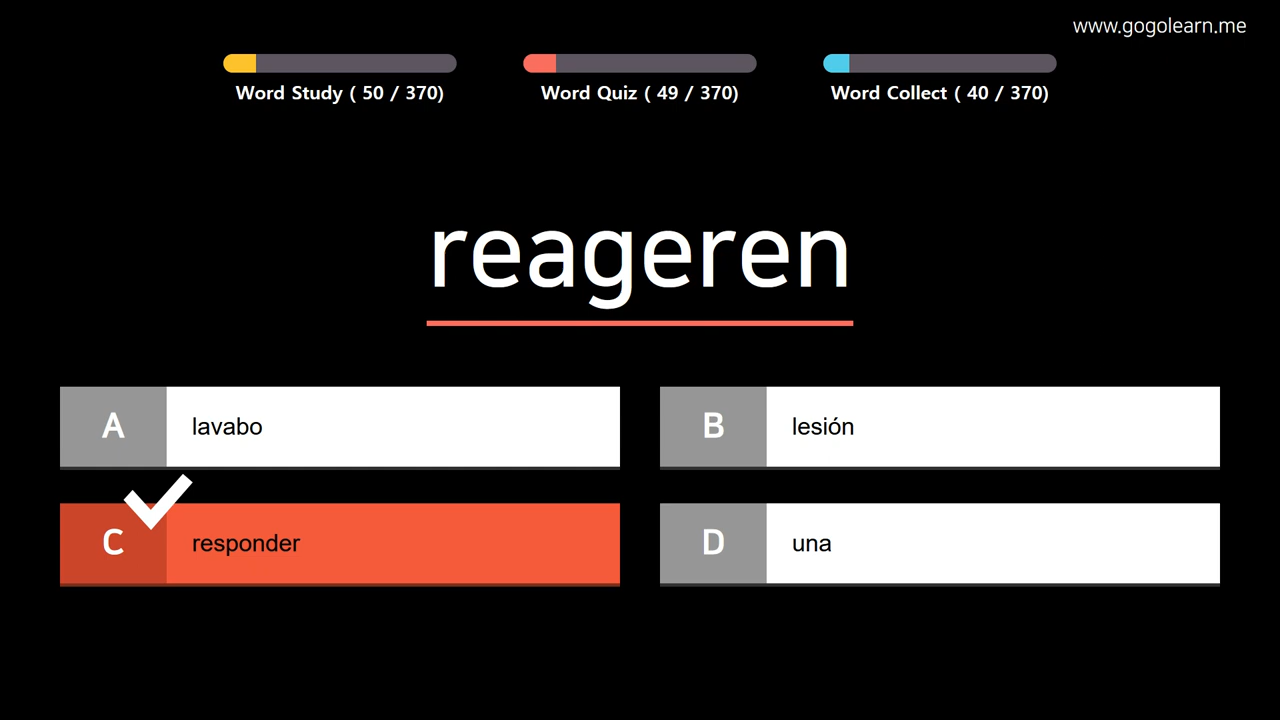 www.gogolearn.me
Word Study ( 50 / 370)
Word Quiz ( 49 / 370)
Word Collect ( 40 / 370)
reageren
A lavabo
B lesión
C responder
D una